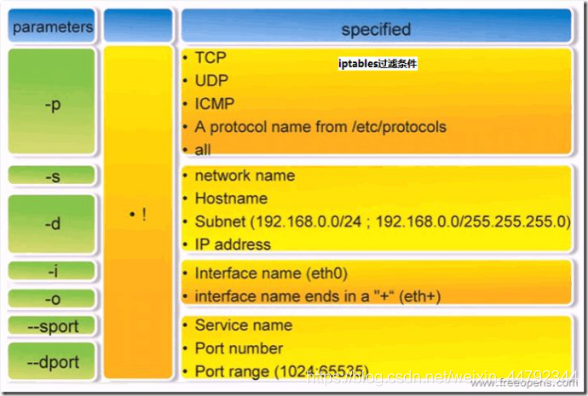 parameters
specified
iptables过滤条件
-p
• TCP
• UDP
• ICMP
• A protocol name from /etc/protocols
• all
• !
-s
-d
• network name
• Hostname
• Subnet (192.168.0.0/24 ; 192.168.0.0/255.255.255.0)
• IP address
-i
-o
• Interface name (eth0)
• interface name ends in a "+“ (eth+)
--sport
--dport
• Service name
• Port number
• Port range (1024:65535)
https://blog.csdn.net/weixin_44792344
www.freeopens.com